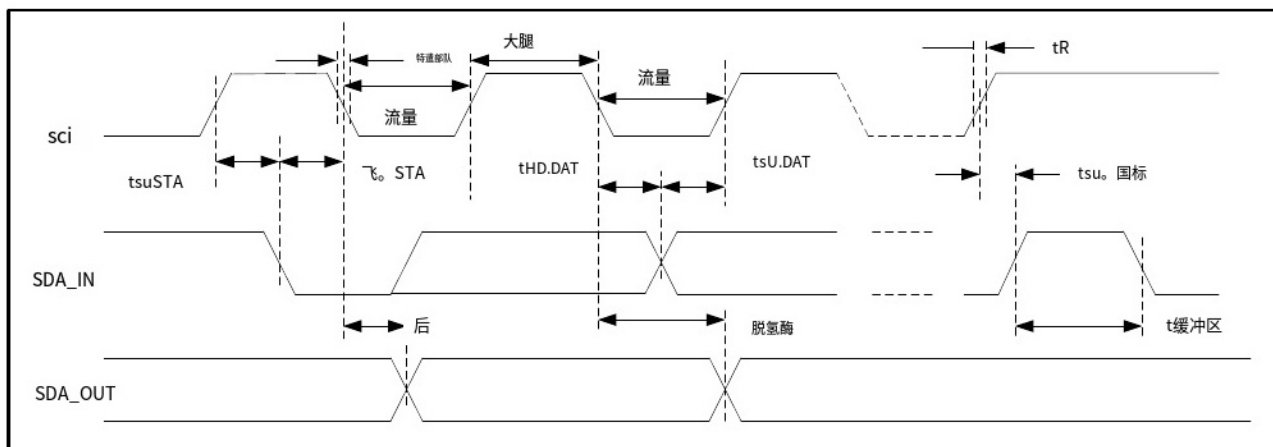 大腿
特遣部队
tR
流量
流量
sci
tsuSTA
飞。STA
tHD.DAT
tsU.DAT
tsu。国标
SDA_IN
后
脱氢酶
t缓冲区
SDA_OUT